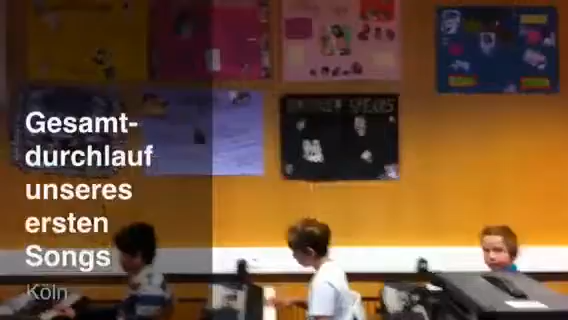 Gesamt-
durchlauf
unseres
ersten
Songs
Köln